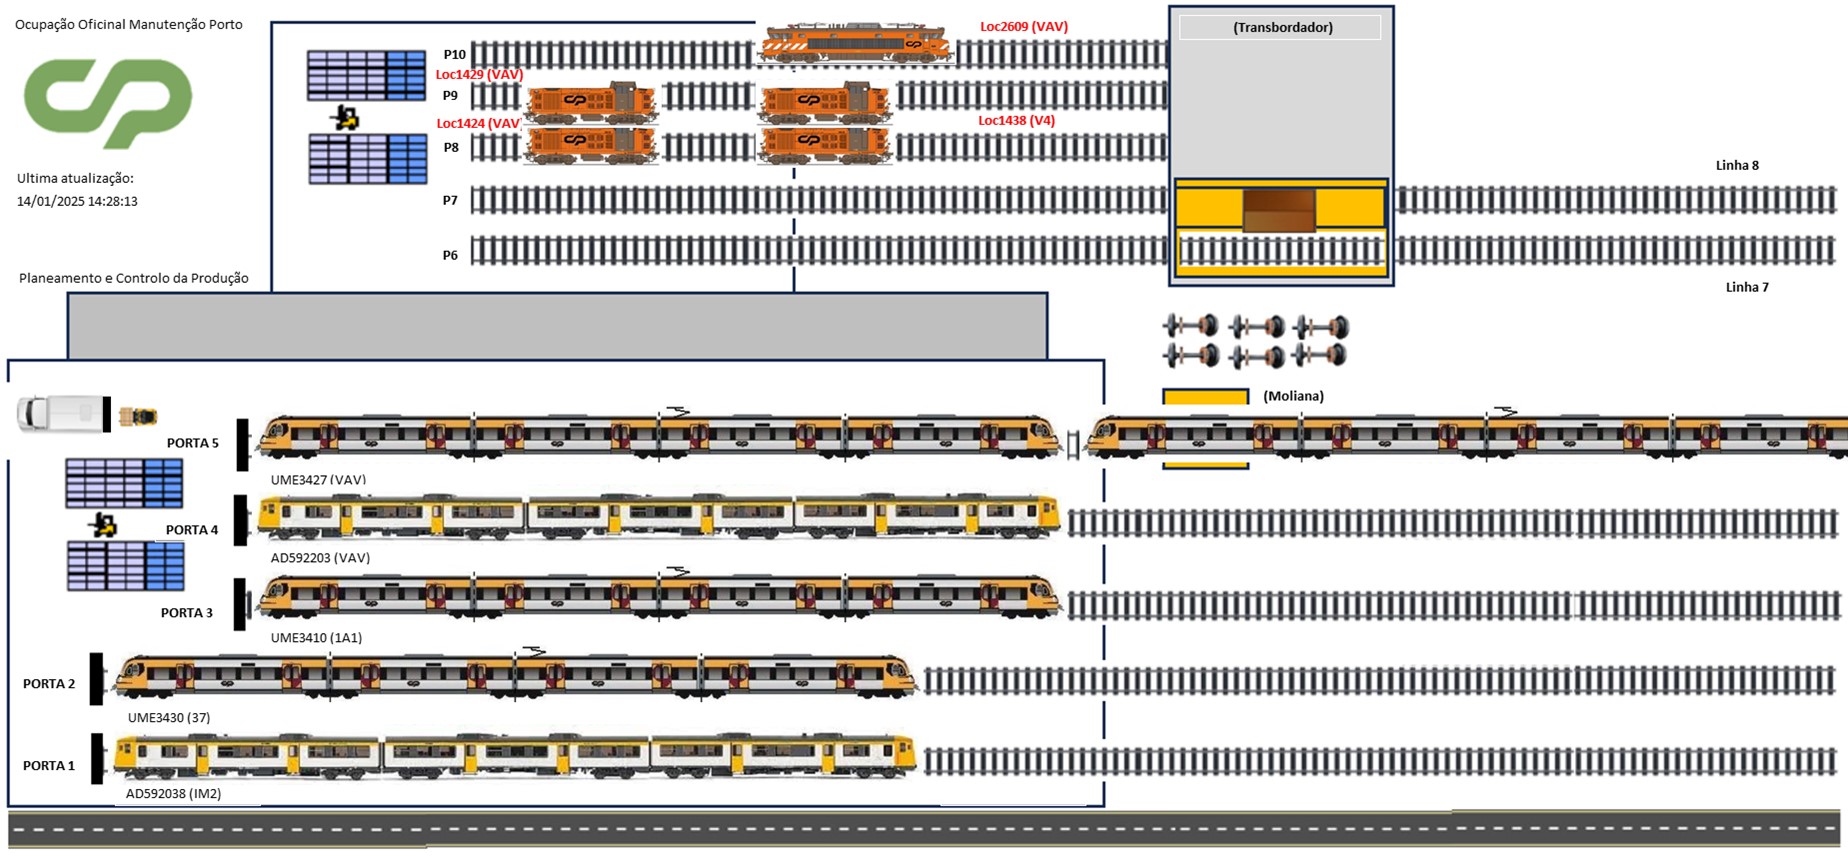 Ocupação Oficinal Manutenção Porto
Ultima atualização:
14/01/2025 14:28:13
Planeamento e Controlo da Produção
P10
Loc2609 (VAV)
(Transbordador)
Loc1429 (VAV)
P9
Loc1424 (VAV)
Loc1438 (V4)
P8
Linha 8
P7
P6
Linha 7
(Moliana)
PORTA 5
UME3427 (VAV)
PORTA 4
AD592203 (VAV)
PORTA 3
UME3410 (1A1)
PORTA 2
UME3430 (37)
PORTA 1
AD592038 (IM2)